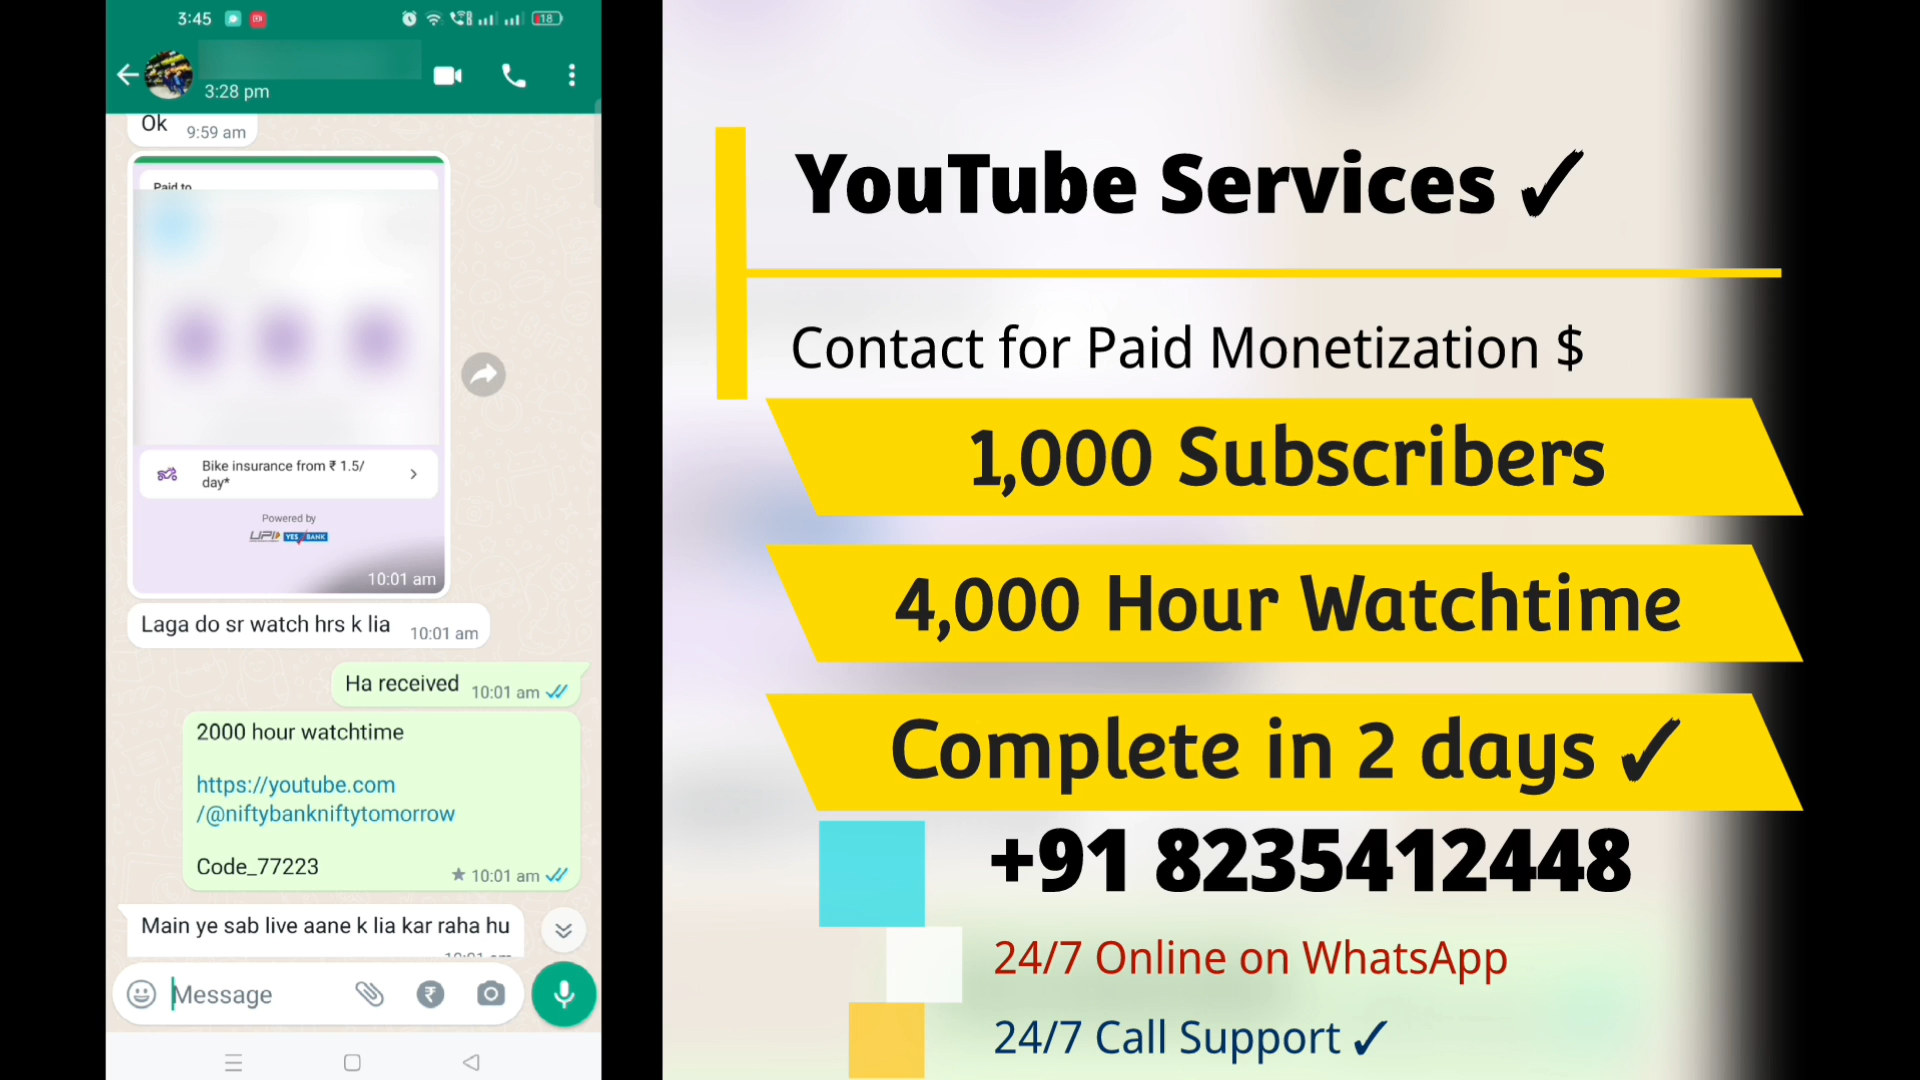 3:45
18
3:28 pm
Ok 9:59 am
Paid to
Bike insurance from ₹ 1.5/
day*
Powered by
UPI YES BANK
10:01 am
Laga do sr watch hrs k lia 10:01 am
Ha received 10:01 am
2000 hour watchtime
https://youtube.com
/@niftybankniftytomorrow
Code_77223 10:01 am
Main ye sab live aane k lia kar raha hu
Message
YouTube Services ✓
Contact for Paid Monetization $
1,000 Subscribers
4,000 Hour Watchtime
Complete in 2 days ✓
+91 8235412448
24/7 Online on WhatsApp
24/7 Call Support ✓